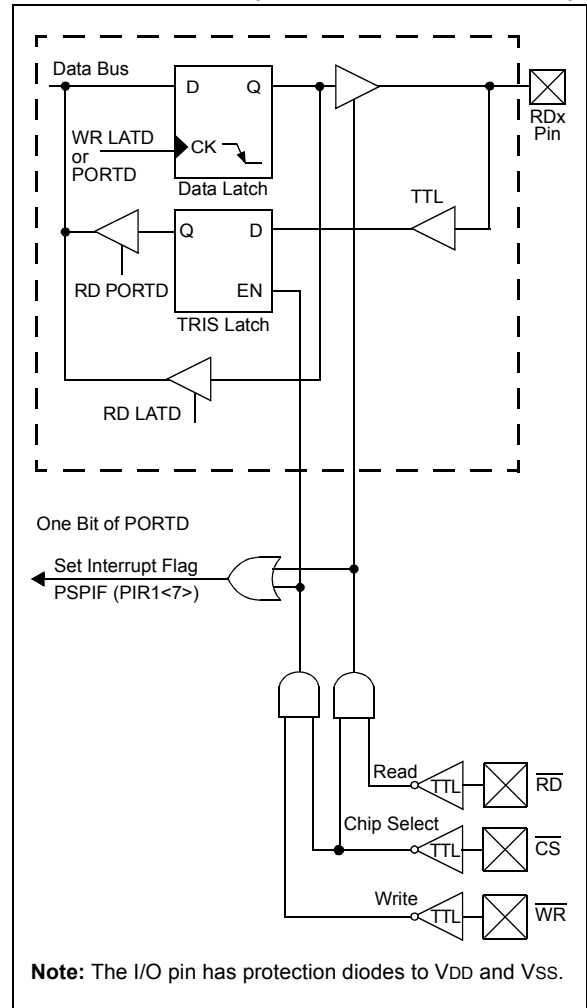 Data Bus
D
Q
RDx
Pin
WR LATD
or
PORTD
CK
Data Latch
TTL
Q
D
RD PORTD
EN
TRIS Latch
RD LATD
One Bit of PORTD
Set Interrupt Flag
PSPIF (PIR1<7>)
Read
TTL
RD
Chip Select
TTL
CS
Write
TTL
WR
Note: The I/O pin has protection diodes to VDD and VSS.